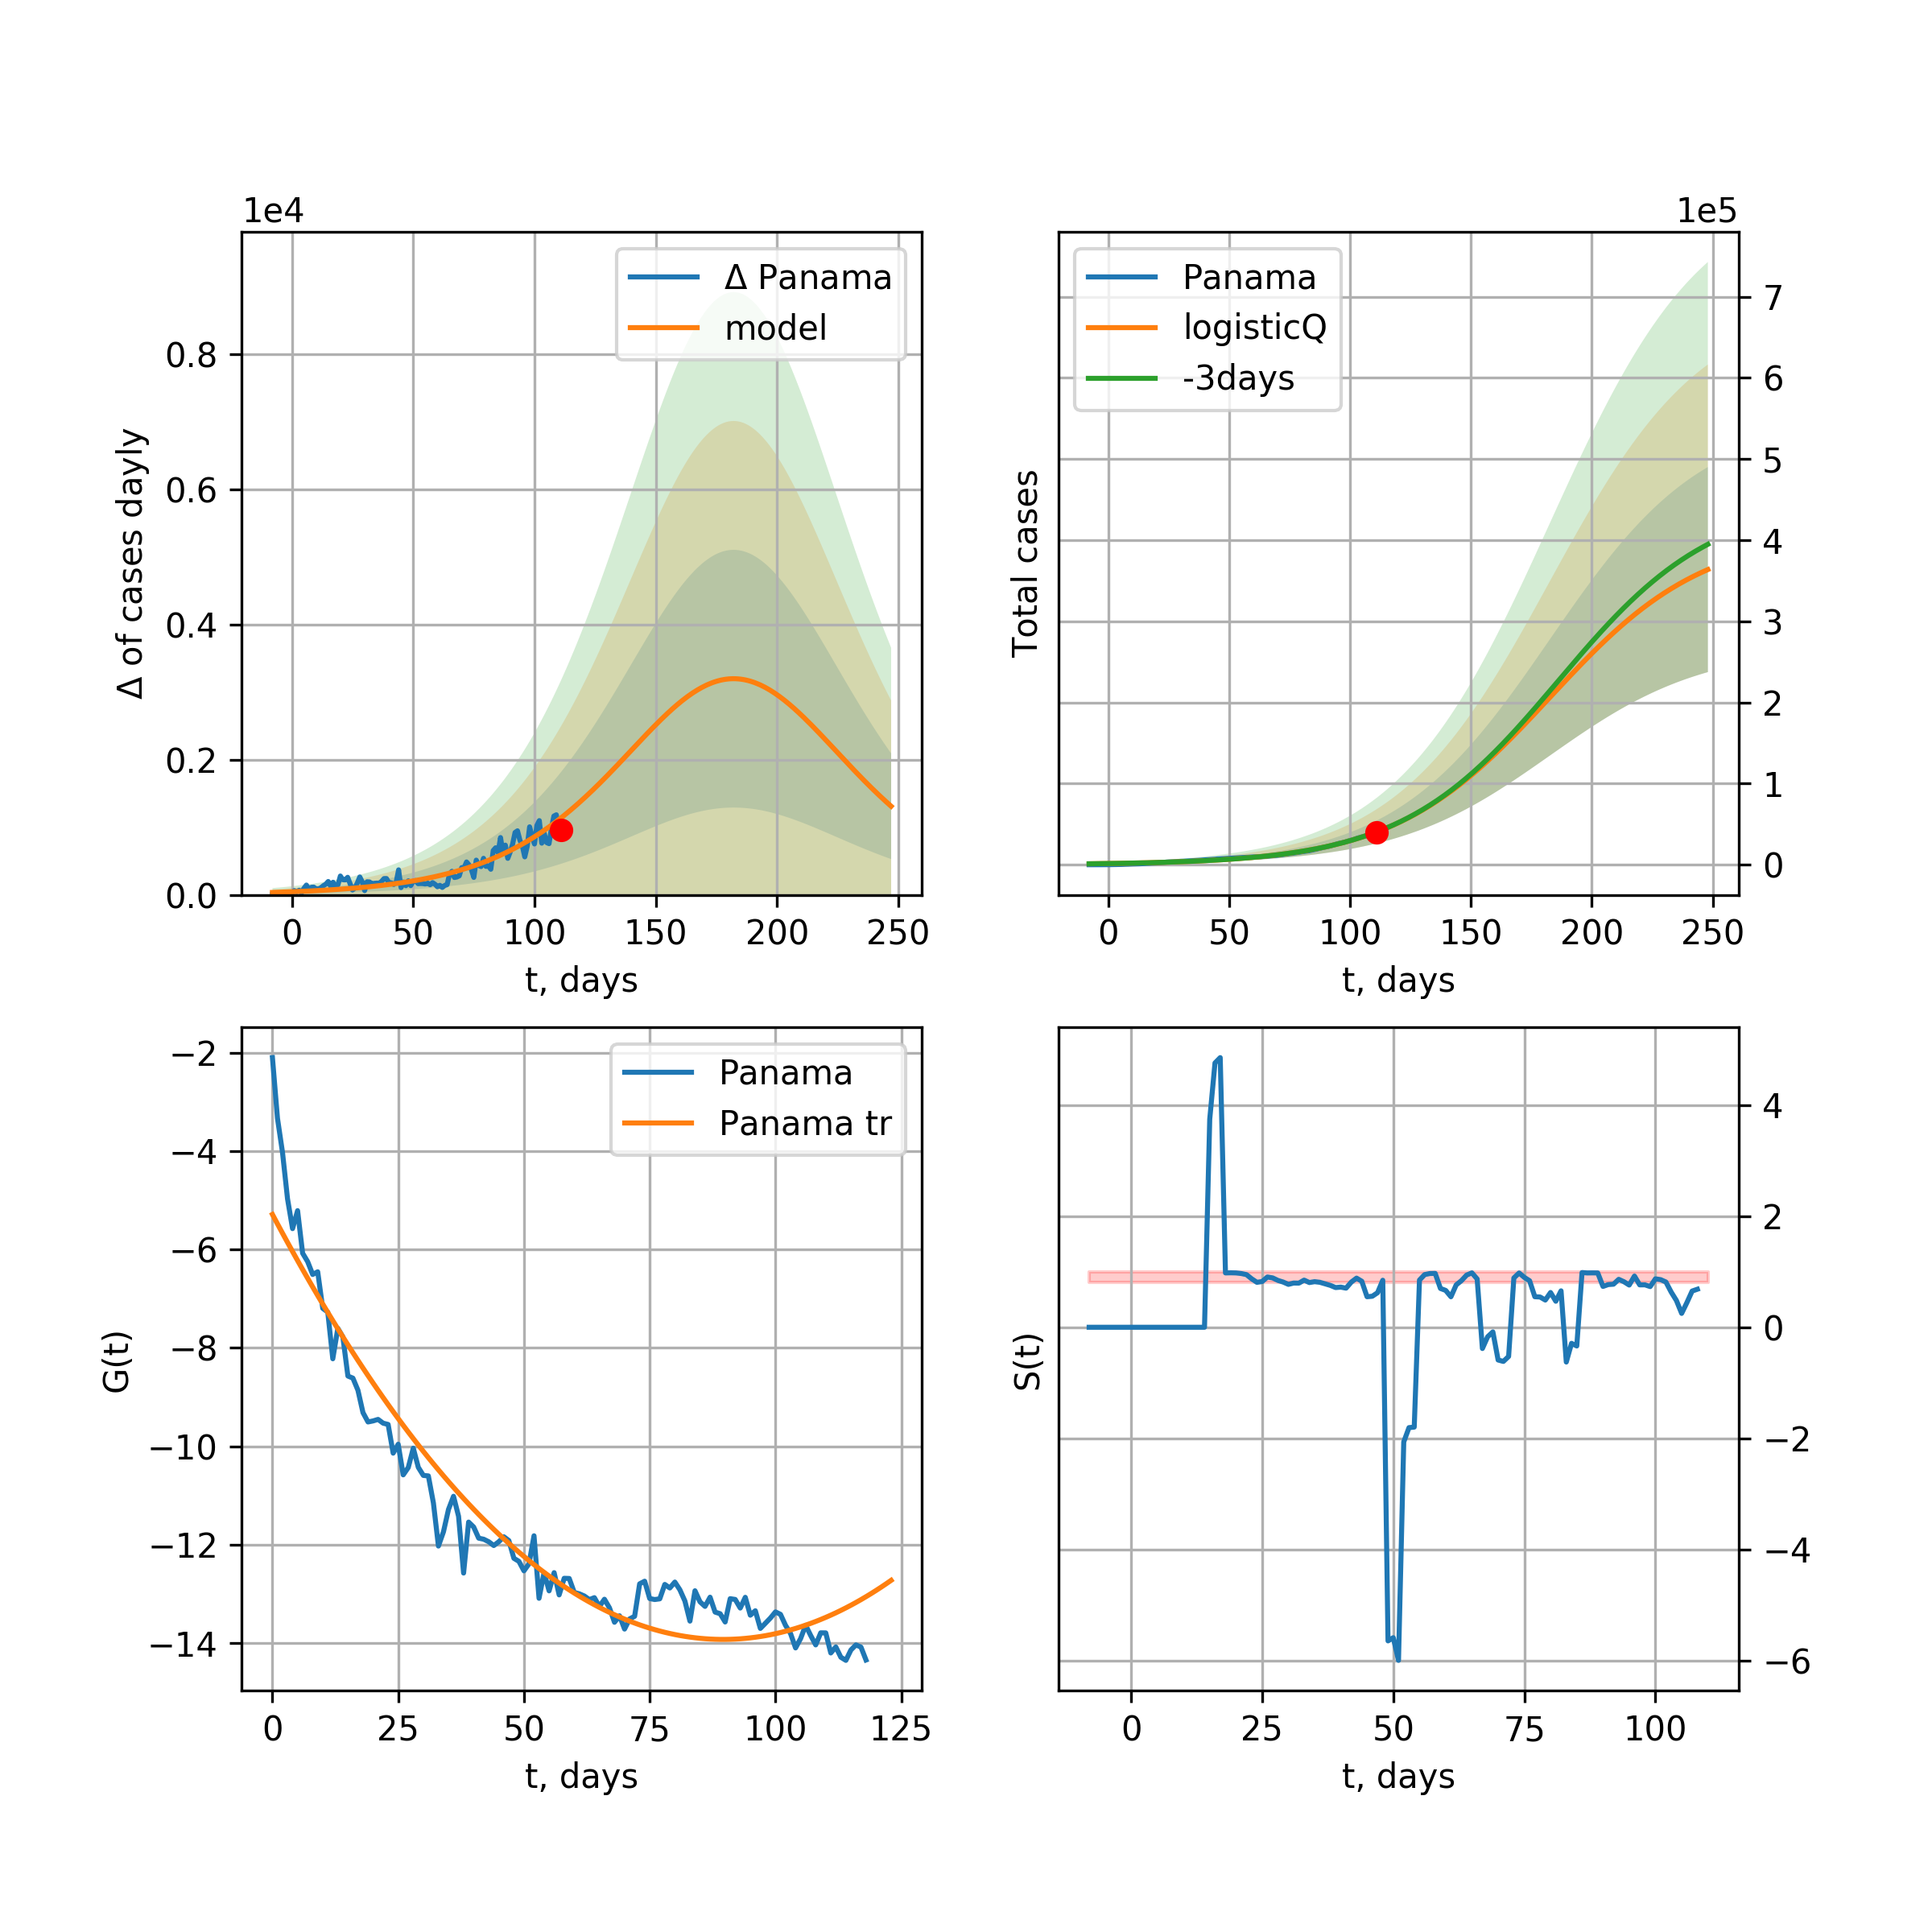 1e4
Δ Panama
model
Δ of cases dayly
0.8
0.6
0.4
0.2
0.0
0 50 100 150 200 250
t, days
1e5
Panama
logisticQ
-3days
Total cases
7
6
5
4
3
2
1
0
0 50 100 150 200 250
t, days
Panama
Panama tr
G(t)
−2
−4
−6
−8
−10
−12
−14
0 25 50 75 100 125
t, days
S(t)
4
2
0
−2
−4
−6
0 25 50 75 100
t, days